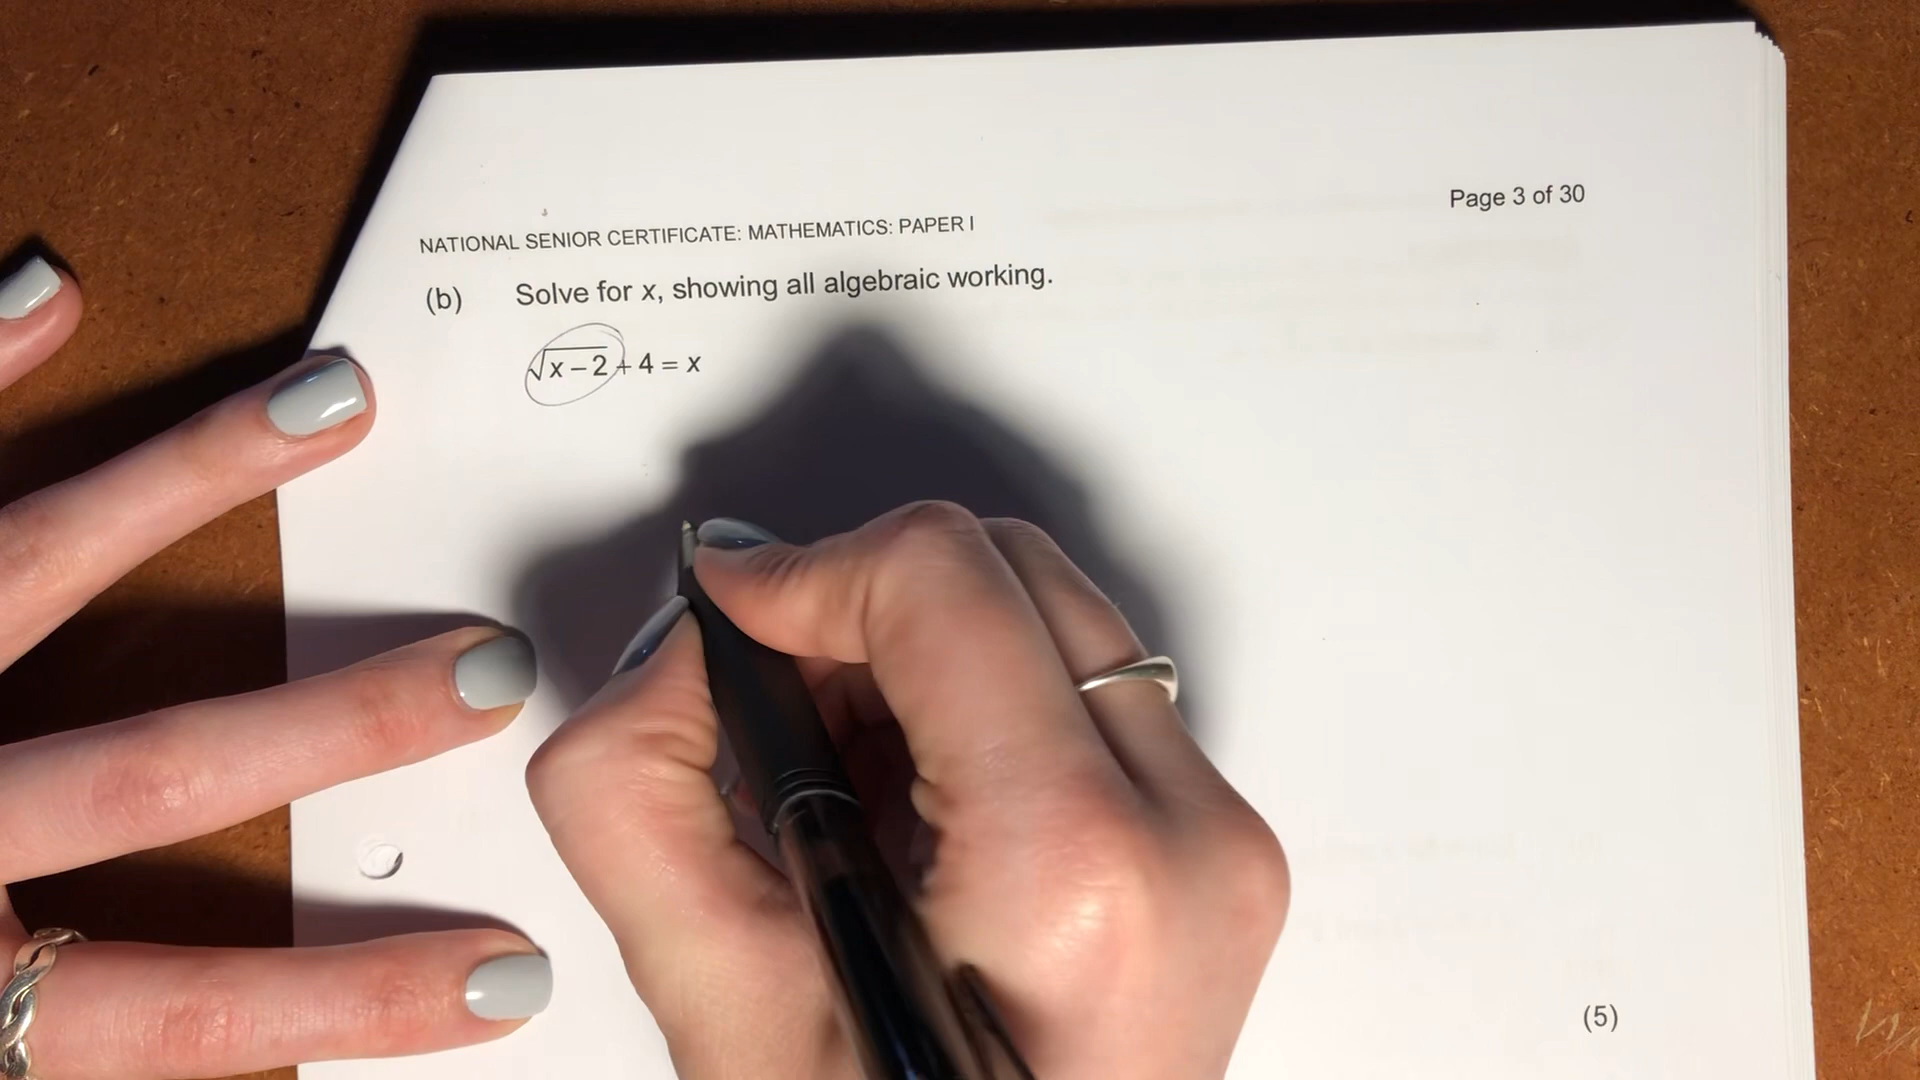 Page 3 of 30
NATIONAL SENIOR CERTIFICATE: MATHEMATICS: PAPER I
(b) Solve for x, showing all algebraic working.
√x – 2 + 4 = x
(5)